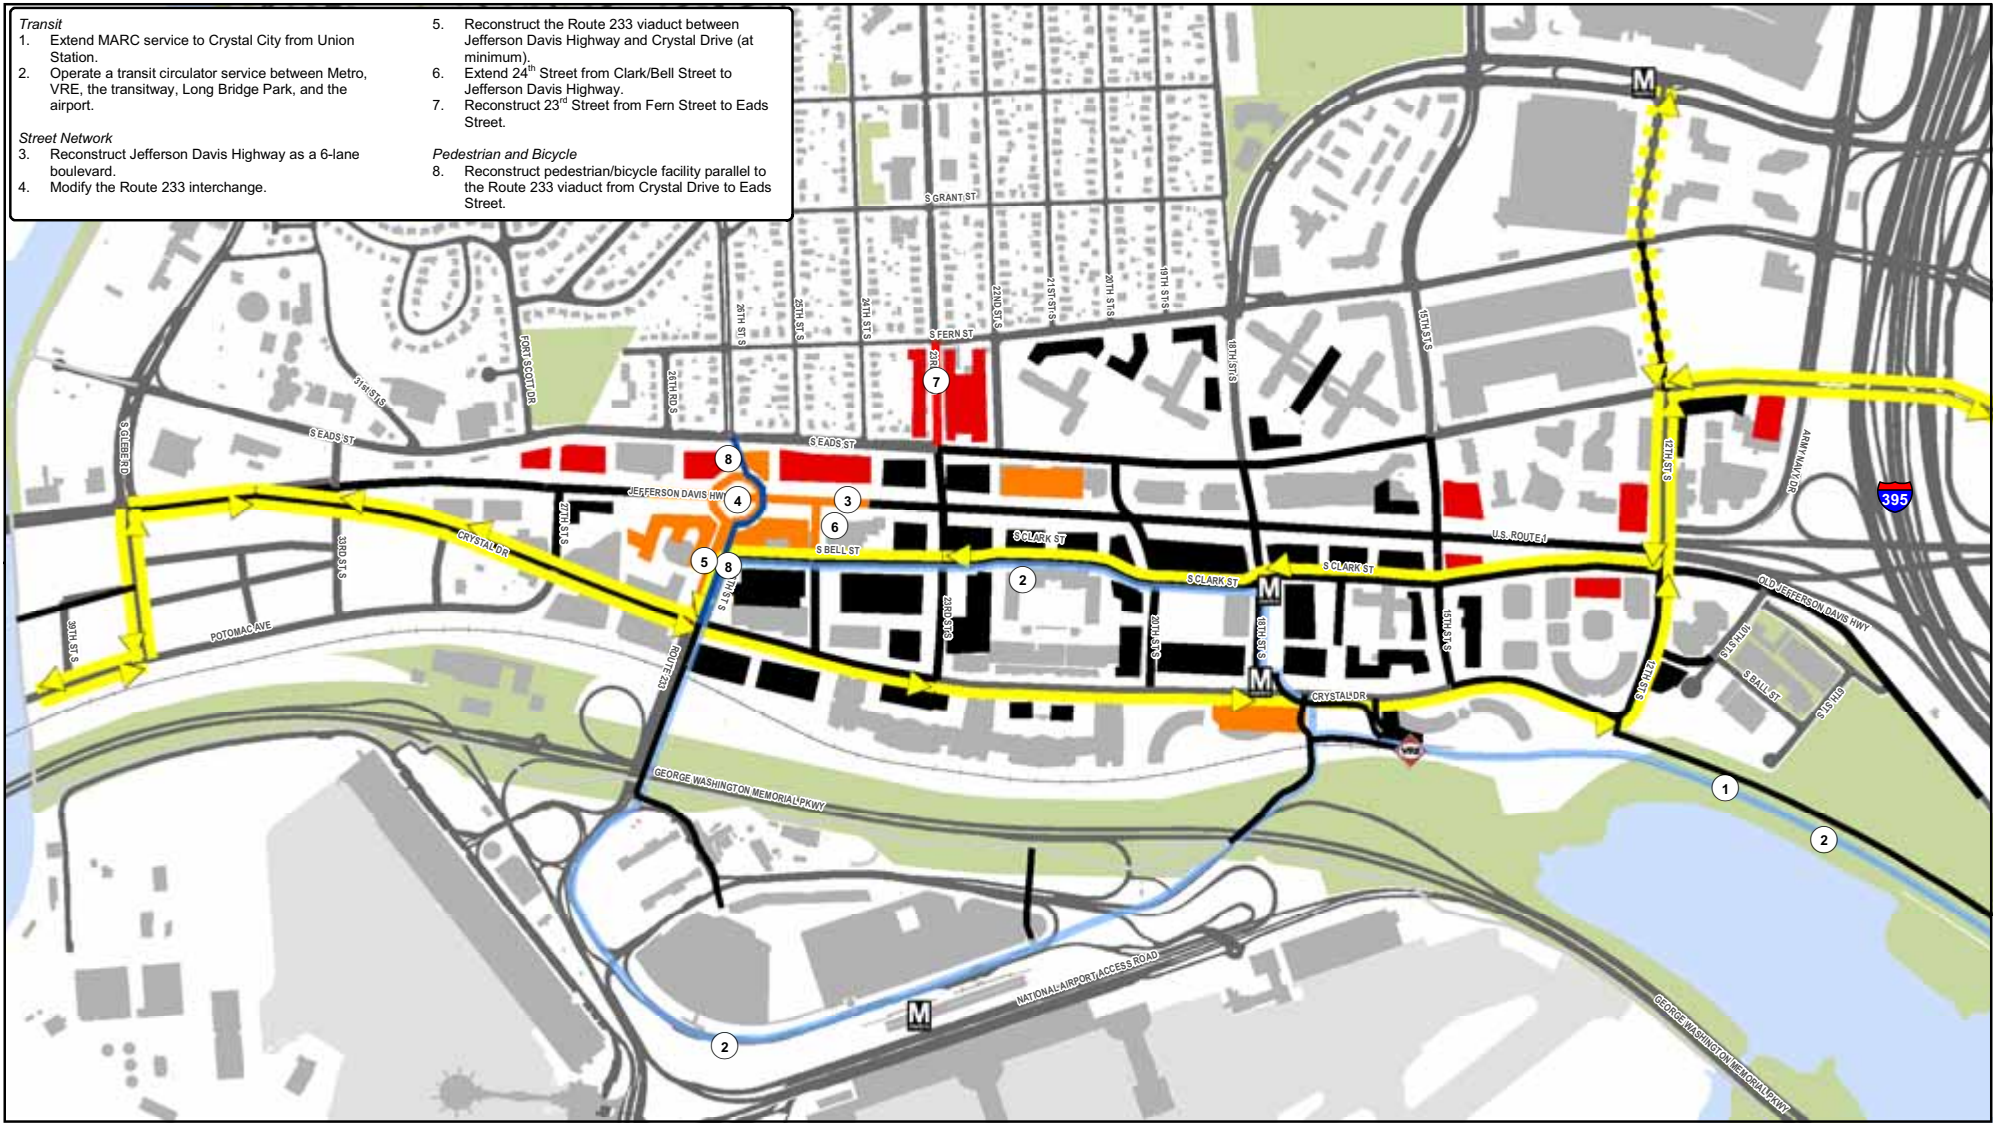 Transit
1. Extend MARC service to Crystal City from Union
Station.
2. Operate a transit circulator service between Metro,
VRE, the transitway, Long Bridge Park, and the
airport.
Street Network
3. Reconstruct Jefferson Davis Highway as a 6-lane
boulevard.
4. Modify the Route 233 interchange.
5. Reconstruct the Route 233 viaduct between
Jefferson Davis Highway and Crystal Drive (at
minimum).
6. Extend 24th Street from Clark/Bell Street to
Jefferson Davis Highway.
7. Reconstruct 23rd Street from Fern Street to Eads
Street.
Pedestrian and Bicycle
8. Reconstruct pedestrian/bicycle facility parallel to
the Route 233 viaduct from Crystal Drive to Eads
Street.
M
S GRANT ST
26TH ST S
25TH ST S
24TH ST S
22ND ST S
21ST ST S
20TH ST S
19TH ST S
S FERN ST
15TH ST S
18TH ST S
FORT SCOTT DR
31st ST S
26TH RD S
7
S GLEBE RD
S EADS ST
S EADS ST
12TH ST S
ARMY NAVY DR
8
JEFFERSON DAVIS HWY
4
3
6
395
27TH ST S
33RD ST S
CRYSTAL DR
S BELL ST
S CLARK ST
U.S. ROUTE 1
5
8
2
S CLARK ST
S CLARK ST
M
OLD JEFFERSON DAVIS HWY
39TH ST S
POTOMAC AVE
23RD ST S
20TH ST S
18TH ST S
15TH ST S
10TH ST S
ROUTE 233
M
CRYSTAL DR
12TH ST S
S BALL ST
6TH ST S
VRE
GEORGE WASHINGTON MEMORIAL PKWY
1
2
NATIONAL AIRPORT ACCESS ROAD
M
2
GEORGE WASHINGTON MEMORIAL PKWY